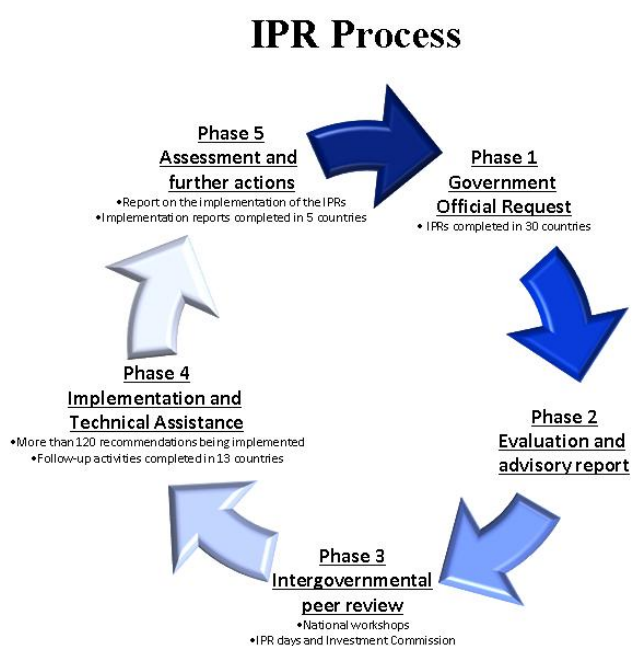 IPR Process
Phase 1
Government
Official Request
• IPRs completed in 30 countries
Phase 2
Evaluation and
advisory report
Phase 3
Intergovernmental
peer review
•National workshops
•IPR days and Investment Commission
Phase 4
Implementation and
Technical Assistance
•More than 120 recommendations being implemented
•Follow-up activities completed in 13 countries
Phase 5
Assessment and
further actions
•Report on the implementation of the IPRs
•Implementation reports completed in 5 countries